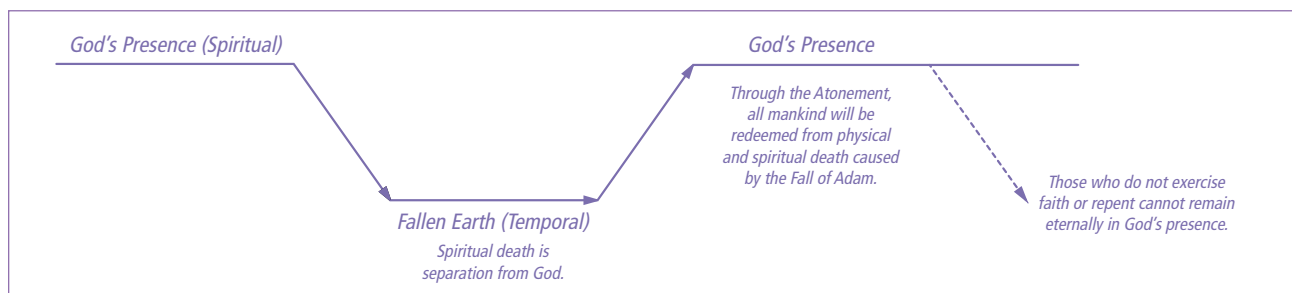 God’s Presence (Spiritual)
Fallen Earth (Temporal)
Spiritual death is
separation from God.
God’s Presence
Through the Atonement,
all mankind will be
redeemed from physical
and spiritual death caused
by the Fall of Adam.
Those who do not exercise
faith or repent cannot remain
eternally in God’s presence.